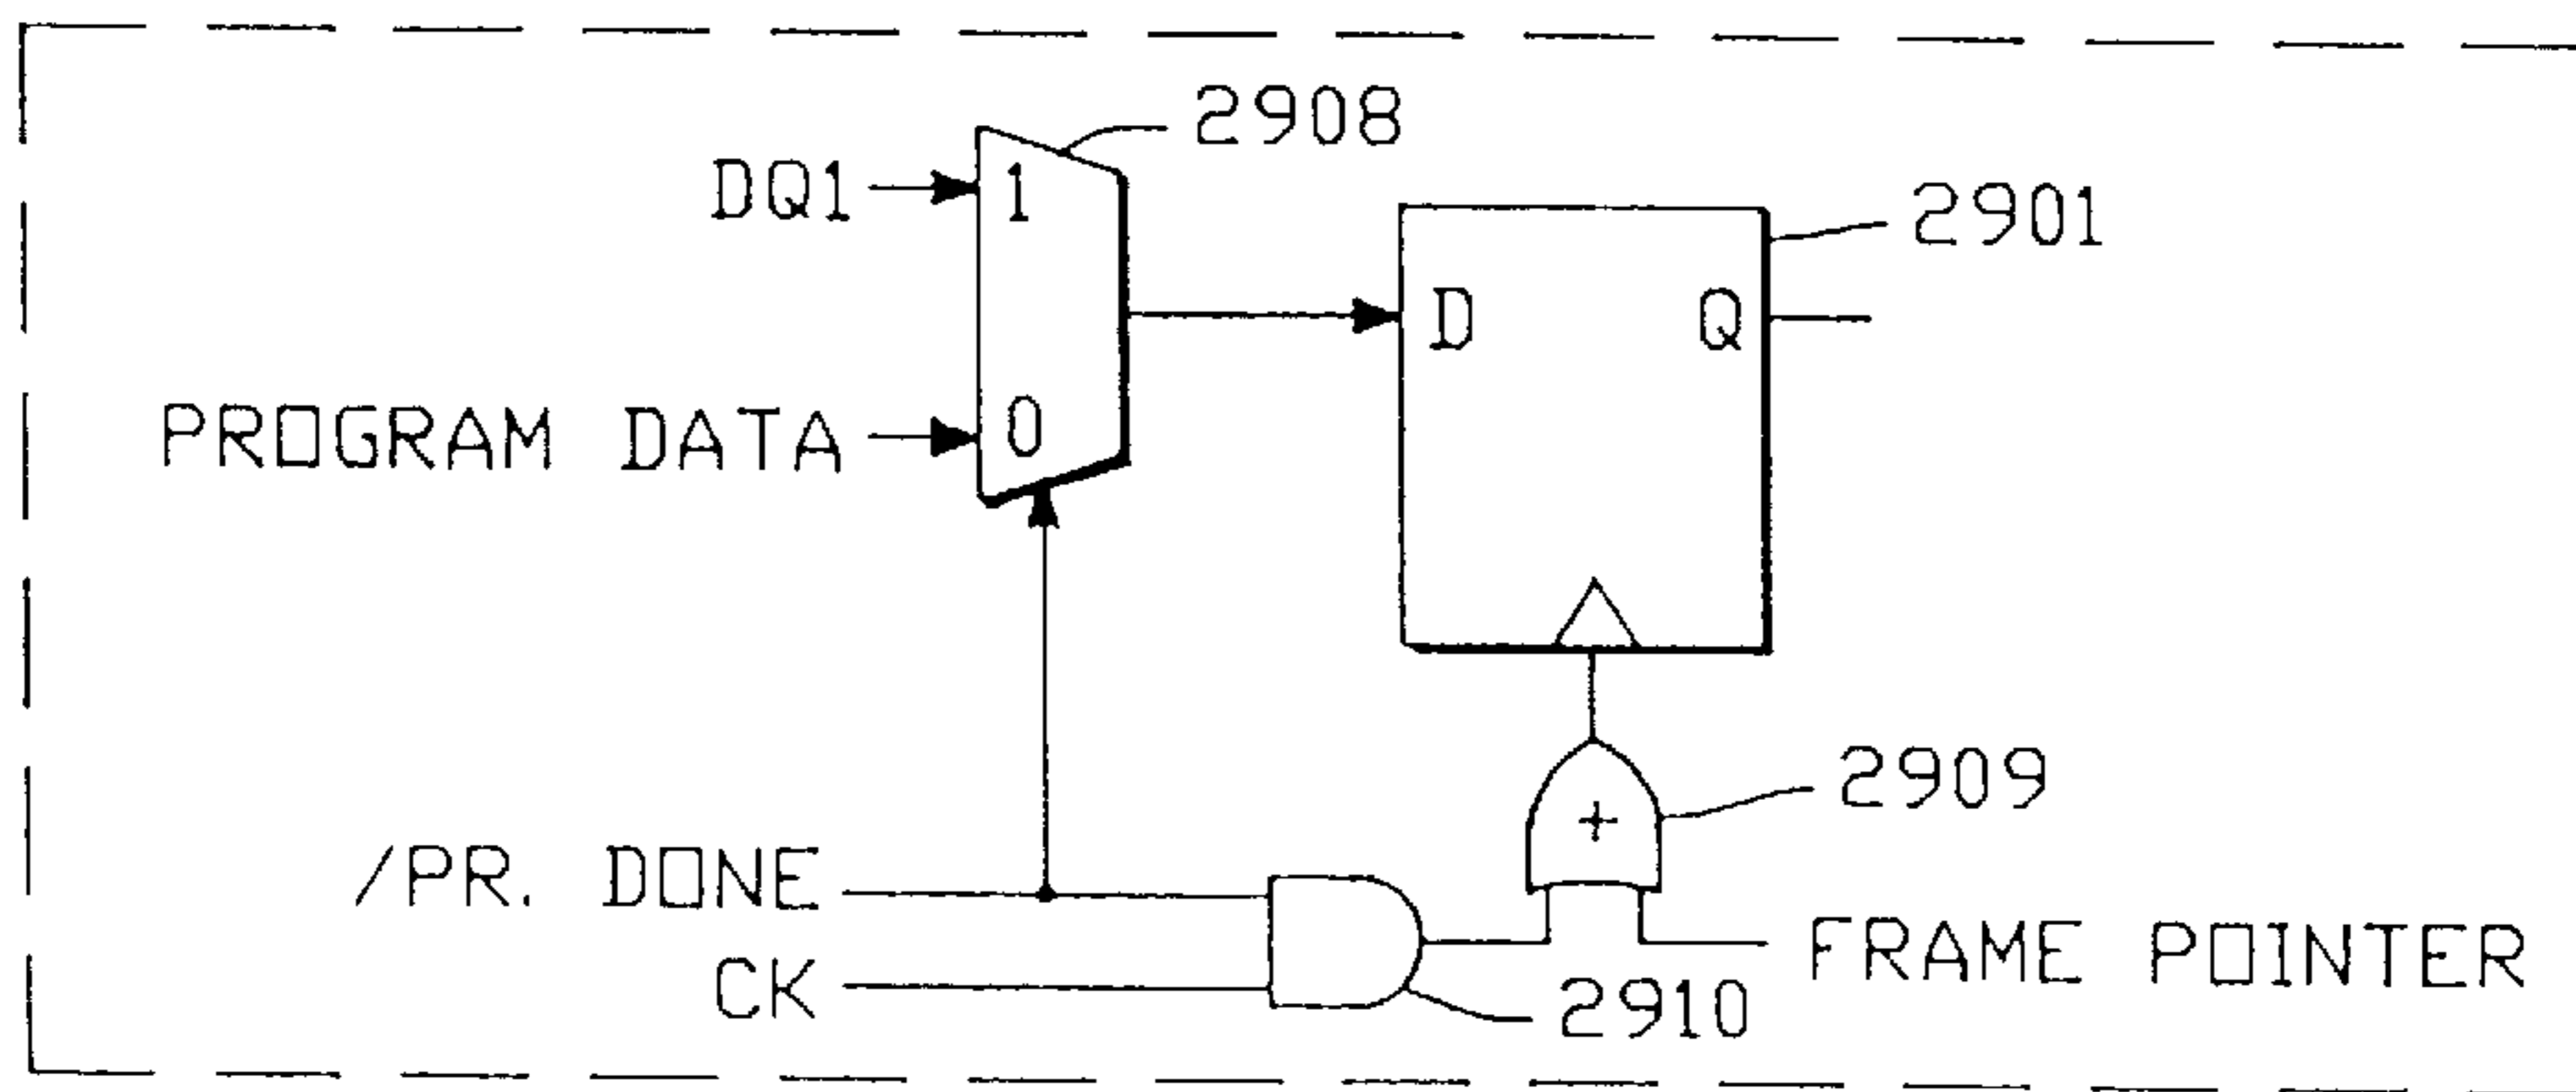 2908
DQ1
1
2901
D
Q
PROGRAM DATA
0
2909
+
/PR. DONE
FRAME POINTER
CK
2910